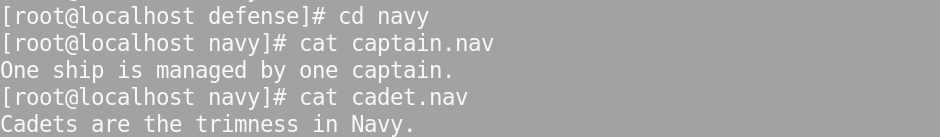 [root@localhost defense]# cd navy
[root@localhost navy]# cat captain.nav
One ship is managed by one captain.
[root@localhost navy]# cat cadet.nav
Cadets are the trimness in Navy.